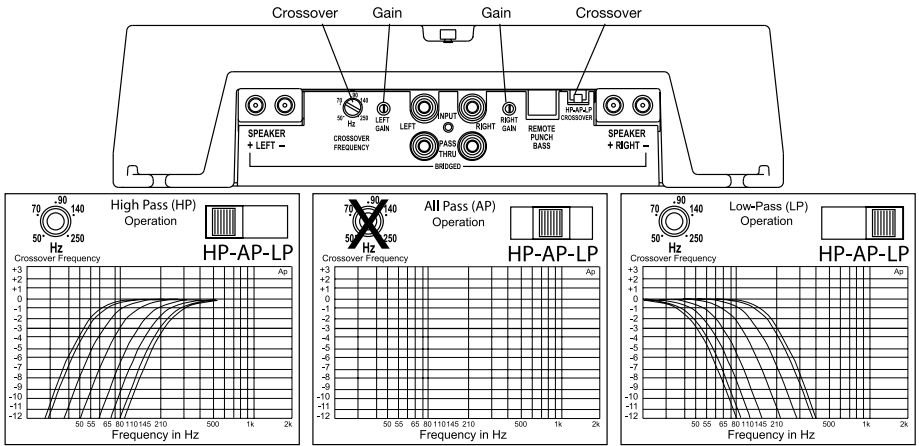 Crossover Gain Gain Crossover
90
70 140
50 250
Hz
CROSSOVER
FREQUENCY
LEFT
GAIN
LEFT
INPUT
RIGHT
PASS
THRU
BRIDGED
RIGHT
GAIN
REMOTE
PUNCH
BASS
HP-AP-LP
CROSSOVER
SPEAKER
+ LEFT –
SPEAKER
+ RIGHT –
High Pass (HP)
Operation
.90
70 140
50 250
Hz
Crossover Frequency
HP-AP-LP
Ap
+3
+2
+1
0
-1
-2
-3
-4
-5
-6
-7
-8
-9
-10
-11
-12
50 55 65 80 110 145 210 500 1k 2k
Frequency in Hz
All Pass (AP)
Operation
.90
70 140
50 250
Hz
Crossover Frequency
HP-AP-LP
Ap
+3
+2
+1
0
-1
-2
-3
-4
-5
-6
-7
-8
-9
-10
-11
-12
50 55 65 80 110 145 210 500 1k 2k
Frequency in Hz
Low-Pass (LP)
Operation
.90
70 140
50 250
Hz
Crossover Frequency
HP-AP-LP
Ap
+3
+2
+1
0
-1
-2
-3
-4
-5
-6
-7
-8
-9
-10
-11
-12
50 55 65 80 110 145 210 500 1k 2k
Frequency in Hz